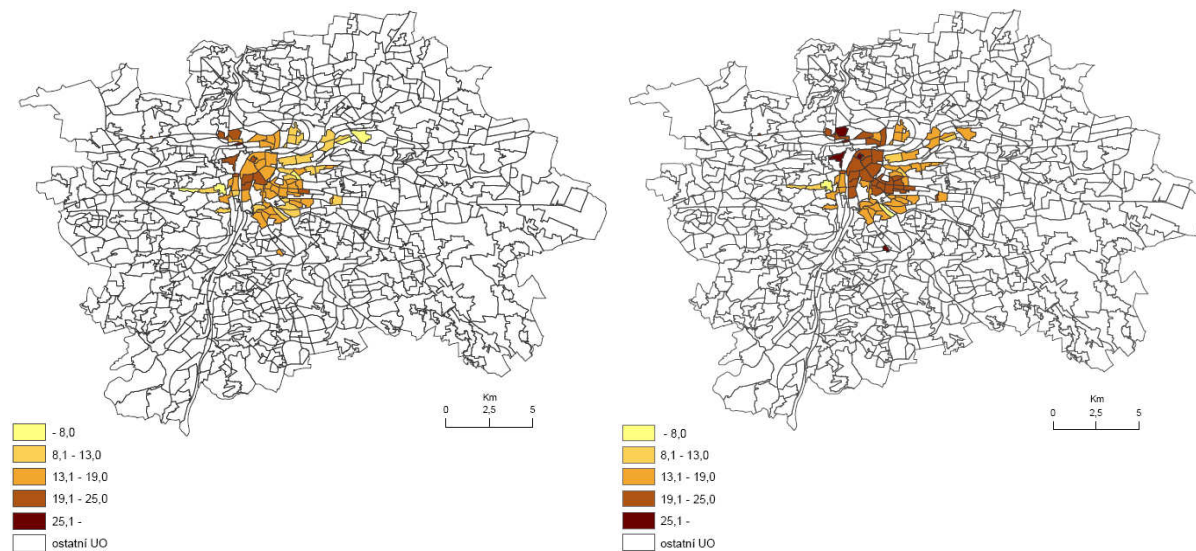 Km
0 2,5 5
- 8,0
8,1 - 13,0
13,1 - 19,0
19,1 - 25,0
25,1 -
ostatní UO
Km
0 2,5 5
- 8,0
8,1 - 13,0
13,1 - 19,0
19,1 - 25,0
25,1 -
ostatní UO